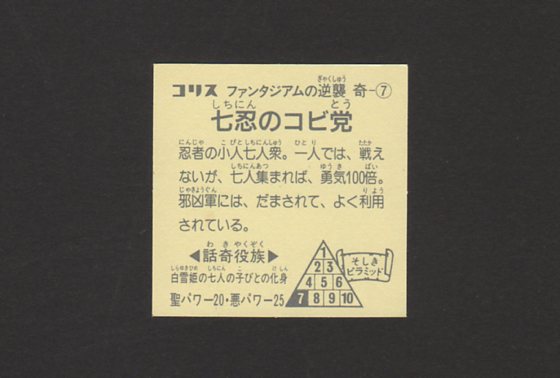 コリス ファンタジアムの逆襲 奇-⑦
ぎゃくしゅう
七忍のコビ党
しちにん とう
忍者の小人七人衆。一人では、戦え
にんじゃ こびとしちにんしゅう ひとり たたか
ないが、七人集まれば、勇気100倍。
しちにんあつ ゆうき ばい
邪凶軍には、だまされて、よく利用
じゃきょうぐん りよう
されている。
◀話奇役族▶
わきやくぞく
白雪姫の七人の子びとの化身
しらゆきひめ しちにん こ けしん
聖パワー20・悪パワー25
1
2 3
4 5 6
7 8 9 10
そしき
ピラミッド